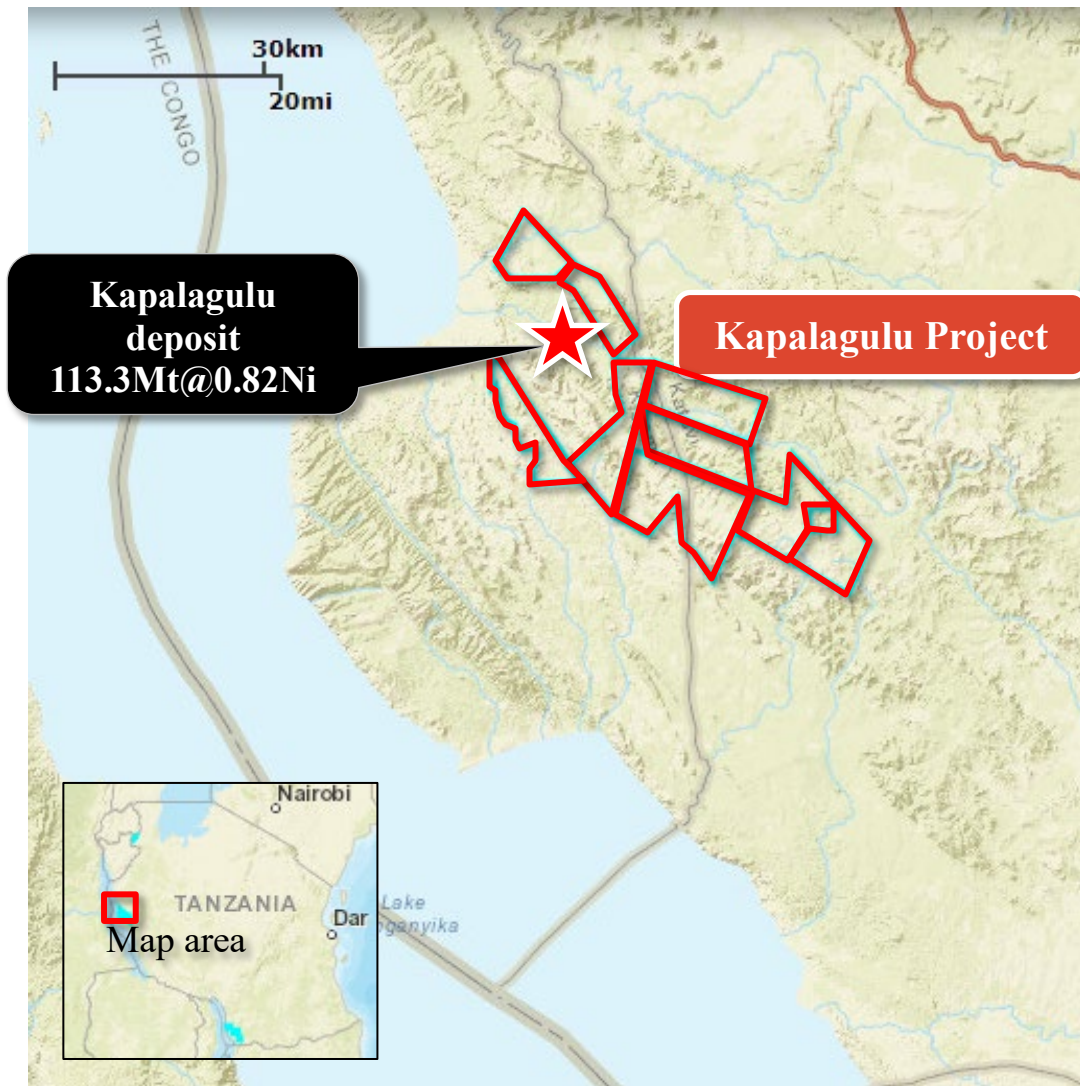 THE CONGO
30km
20mi
Kapalagulu
deposit
113.3Mt@0.82Ni
Kapalagulu Project
Nairobi
TANZANIA
Dar
Map area
Lake